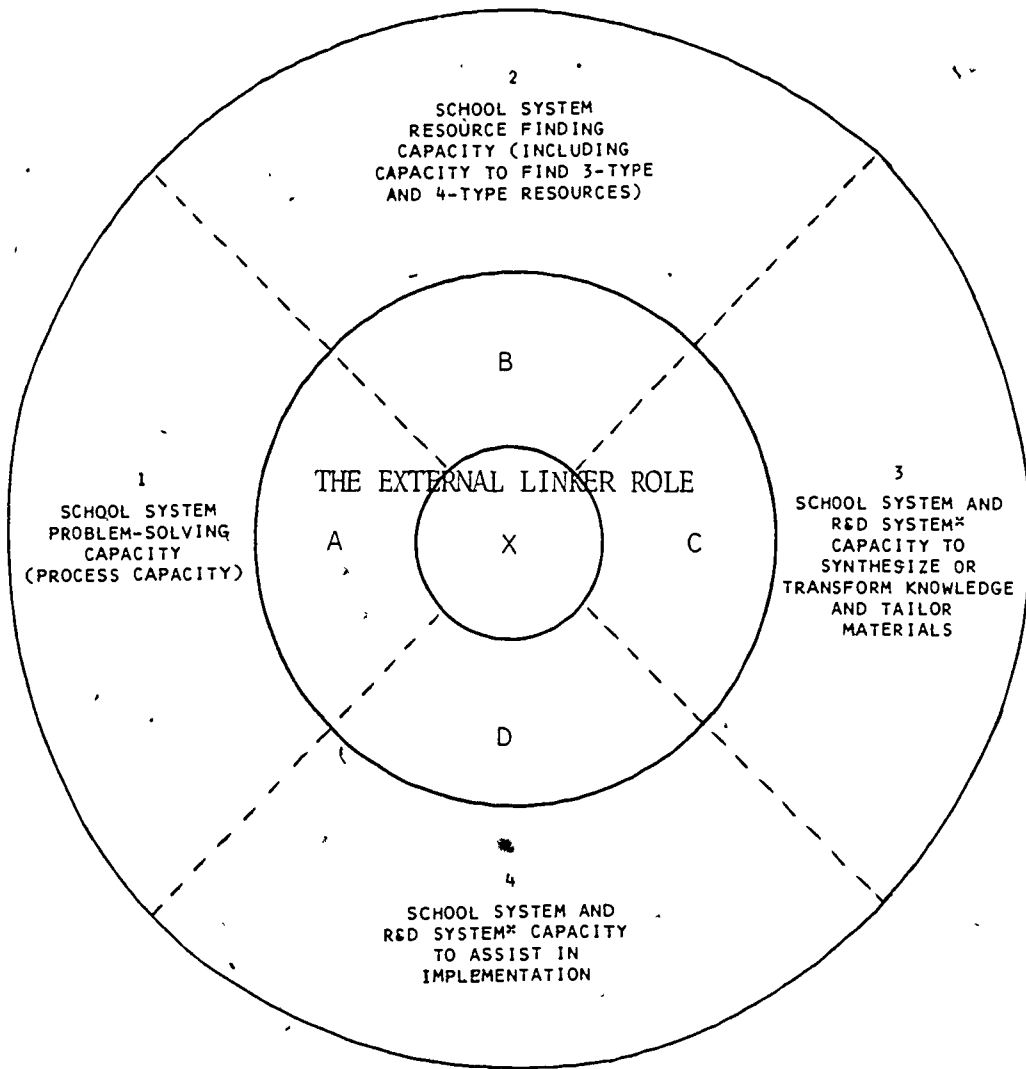 2
SCHOOL SYSTEM
RESOURCE FINDING
CAPACITY (INCLUDING
CAPACITY TO FIND 3-TYPE
AND 4-TYPE RESOURCES)
B
THE EXTERNAL LINKER ROLE
1
SCHOOL SYSTEM
PROBLEM-SOLVING
CAPACITY
(PROCESS CAPACITY)
A
X
C
3
SCHOOL SYSTEM AND
R&D SYSTEM*
CAPACITY TO
SYNTHESIZE OR
TRANSFORM KNOWLEDGE
AND TAILOR
MATERIALS
D
4
SCHOOL SYSTEM AND
R&D SYSTEM* CAPACITY
TO ASSIST IN
IMPLEMENTATION